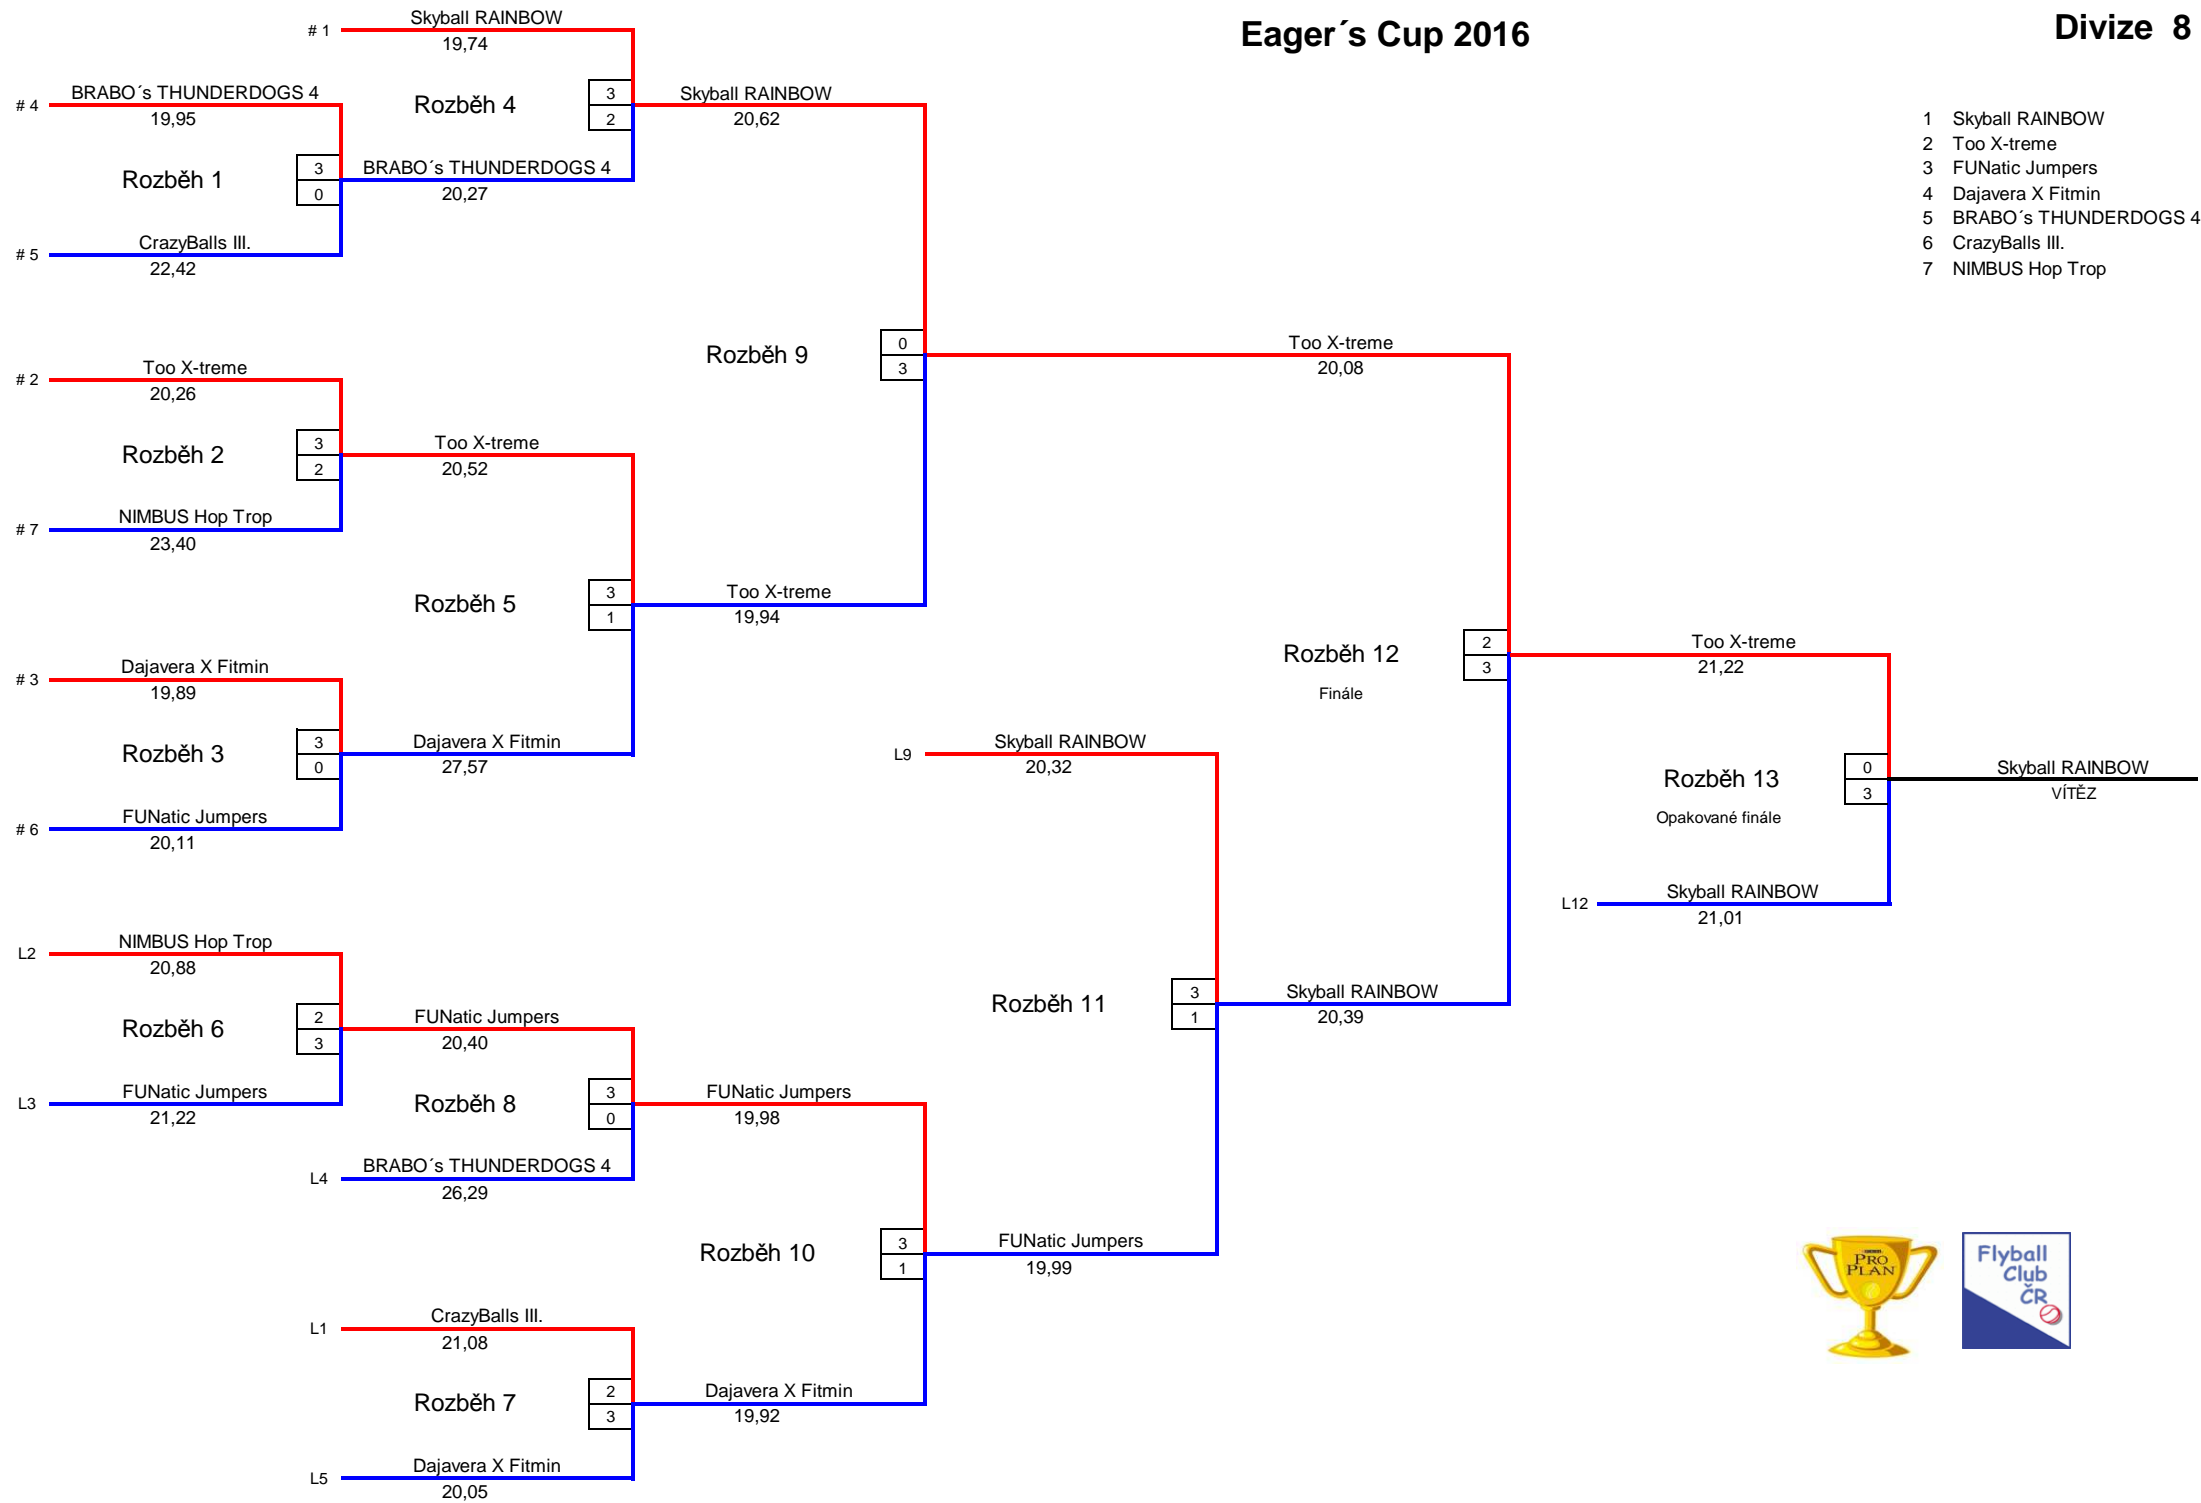 Eager´s Cup 2016
Divize 8
1 Skyball RAINBOW
2 Too X-treme
3 FUNatic Jumpers
4 Dajavera X Fitmin
5 BRABO´s THUNDERDOGS 4
6 CrazyBalls III.
7 NIMBUS Hop Trop
# 1
Skyball RAINBOW
19,74
# 4
BRABO´s THUNDERDOGS 4
19,95
Rozběh 4
3
2
Skyball RAINBOW
20,62
Rozběh 1
3
0
BRABO´s THUNDERDOGS 4
20,27
# 5
CrazyBalls III.
22,42
Rozběh 9
0
3
Too X-treme
20,08
# 2
Too X-treme
20,26
Rozběh 2
3
2
Too X-treme
20,52
# 7
NIMBUS Hop Trop
23,40
Rozběh 5
3
1
Too X-treme
19,94
# 3
Dajavera X Fitmin
19,89
Rozběh 12
Finále
2
3
Too X-treme
21,22
Rozběh 3
3
0
Dajavera X Fitmin
27,57
L9
Skyball RAINBOW
20,32
Rozběh 13
Opakované finále
0
3
Skyball RAINBOW
VÍTĚZ
# 6
FUNatic Jumpers
20,11
L12
Skyball RAINBOW
21,01
L2
NIMBUS Hop Trop
20,88
Rozběh 6
2
3
FUNatic Jumpers
20,40
Rozběh 11
3
1
Skyball RAINBOW
20,39
L3
FUNatic Jumpers
21,22
Rozběh 8
3
0
FUNatic Jumpers
19,98
L4
BRABO´s THUNDERDOGS 4
26,29
Rozběh 10
3
1
FUNatic Jumpers
19,99
L1
CrazyBalls III.
21,08
Rozběh 7
2
3
Dajavera X Fitmin
19,92
L5
Dajavera X Fitmin
20,05
PRO
PLAN
Flyball
Club
ČR